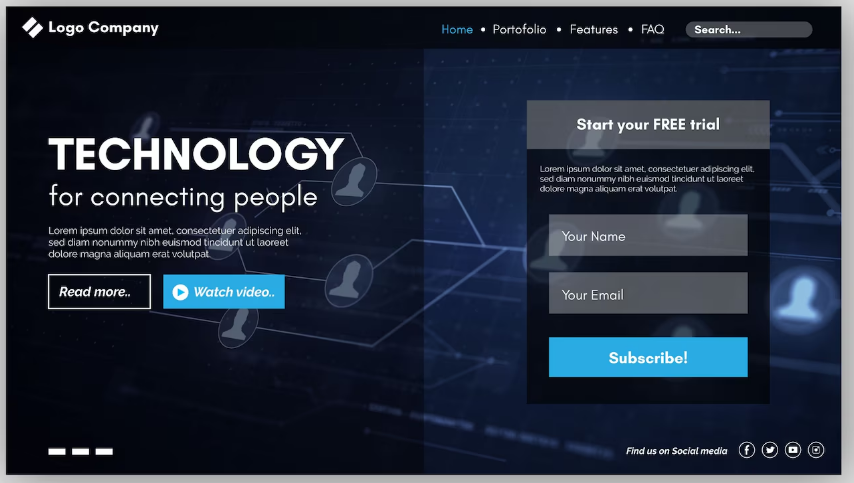 Logo Company
Home • Portofolio • Features • FAQ Search...
TECHNOLOGY
for connecting people
Lorem ipsum dolor sit amet, consectetuer adipiscing elit,
sed diam nonummy nibh euismod tincidunt ut laoreet
dolore magna aliquam erat volutpat.
Read more..
Watch video..
Start your FREE trial
Lorem ipsum dolor sit amet, consectetuer adipiscing elit,
sed diam nonummy nibh euismod tincidunt ut laoreet
dolore magna aliquam erat volutpat.
Your Name
Your Email
Subscribe!
Find us on Social media